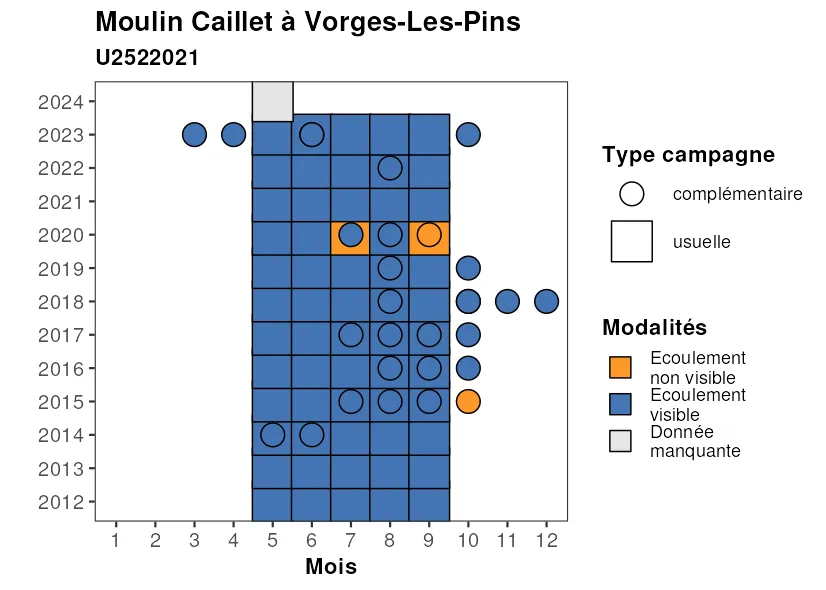 Moulin Caillet à Vorges-Les-Pins
U2522021
2024
2023
2022
2021
2020
2019
2018
2017
2016
2015
2014
2013
2012
1 2 3 4 5 6 7 8 9 10 11 12
Mois
Type campagne
complémentaire
usuelle
Modalités
Ecoulement
non visible
Ecoulement
visible
Donnée
manquante